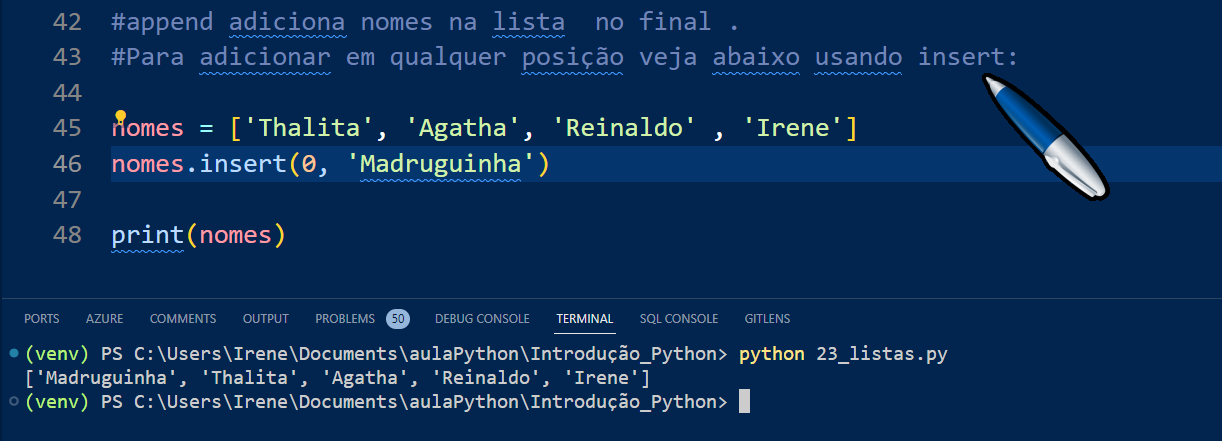 42 #append adiciona nomes na lista  no final .
43 #Para adicionar em qualquer posição veja abaixo usando insert:
44
45 nomes = ['Thalita', 'Agatha', 'Reinaldo' , 'Irene']
46 nomes.insert(0, 'Madruguinha')
47
48 print(nomes)
PORTS AZURE COMMENTS OUTPUT PROBLEMS 50 DEBUG CONSOLE TERMINAL SQL CONSOLE GITLENS
(venv) PS C:\Users\Irene\Documents\aulaPython\Introdução_Python> python 23_listas.py
['Madruguinha', 'Thalita', 'Agatha', 'Reinaldo', 'Irene']
(venv) PS C:\Users\Irene\Documents\aulaPython\Introdução_Python>